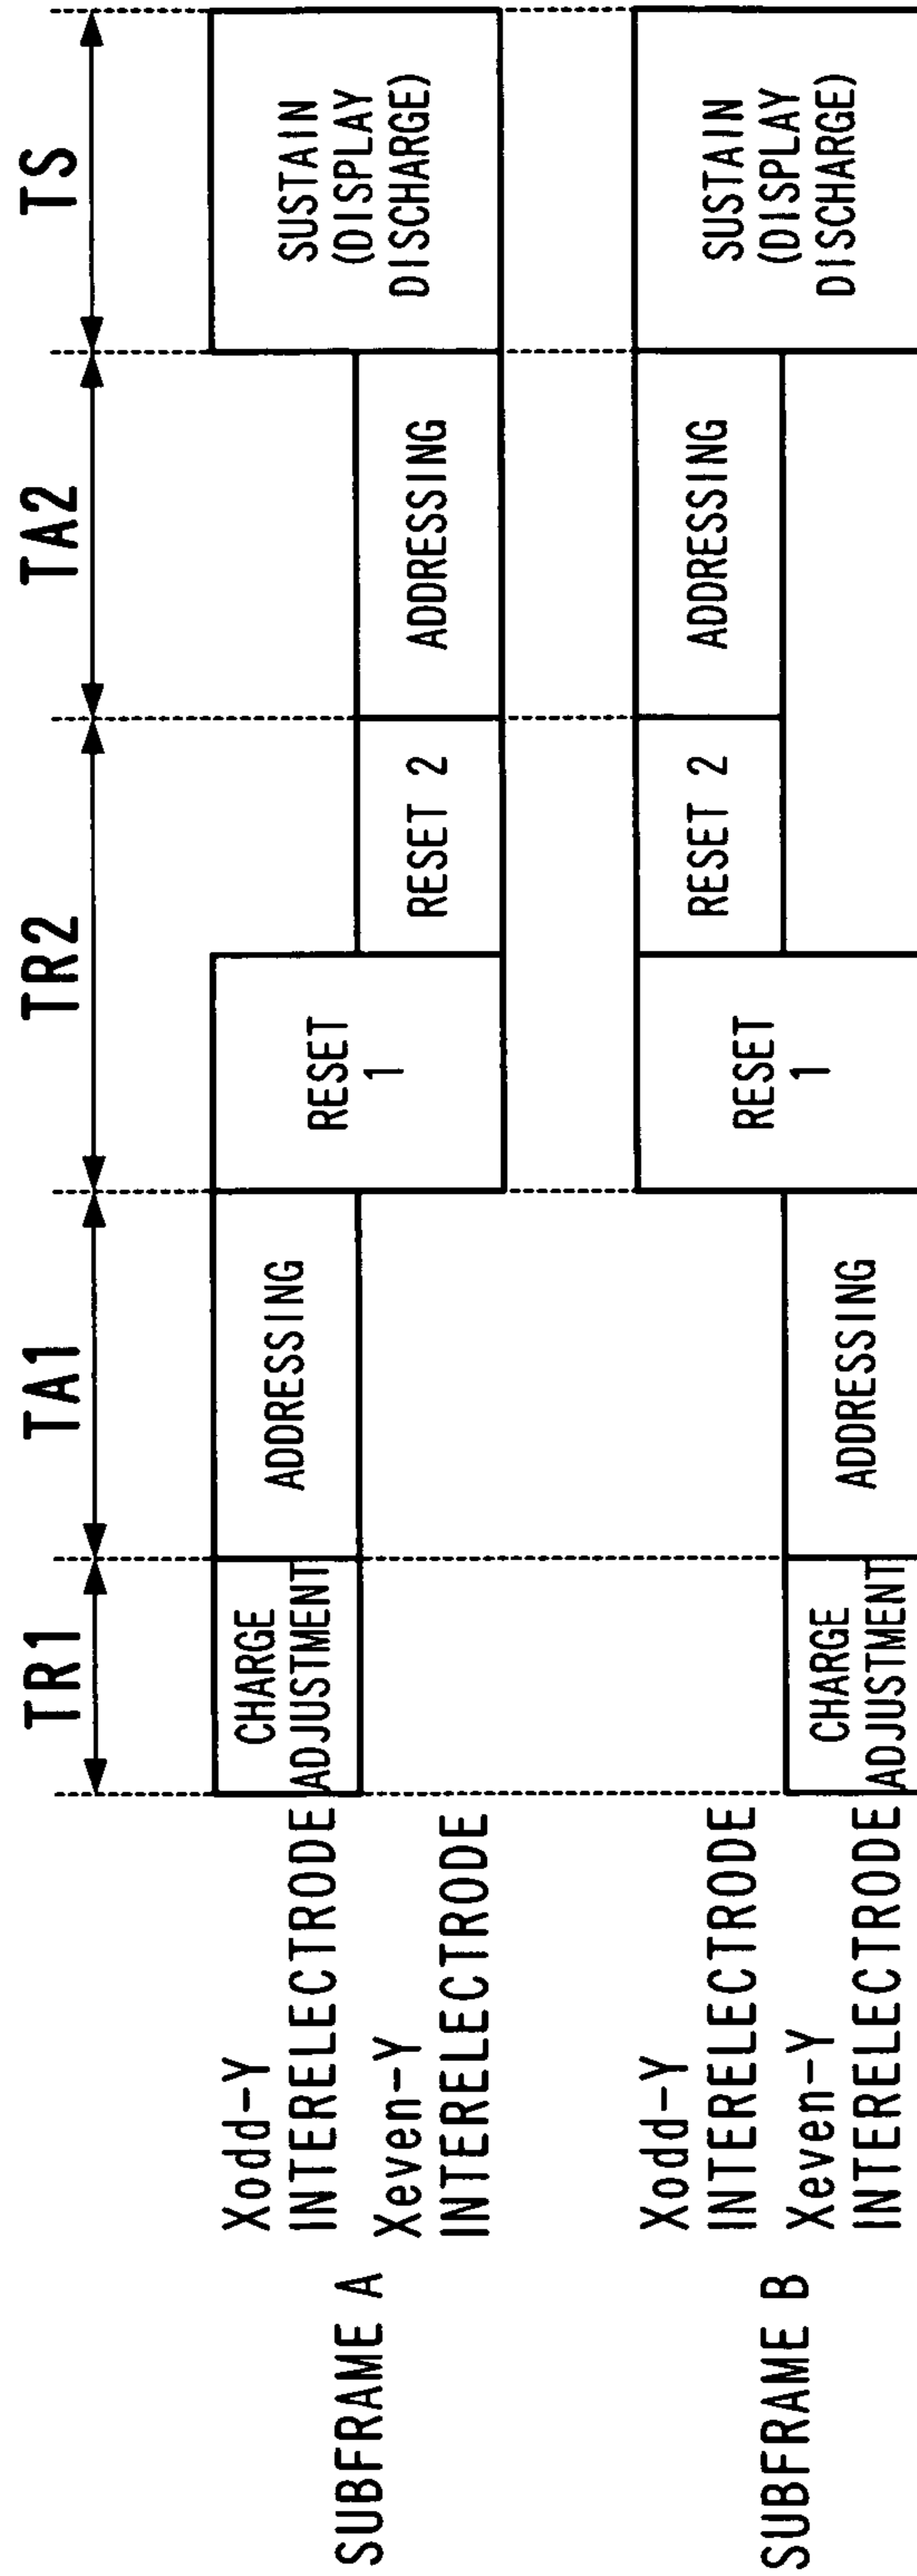 TR1
TA1
TR2
TA2
TS
SUBFRAME A
Xodd-Y
INTERELECTRODE
Xeven-Y
INTERELECTRODE
CHARGE
ADJUSTMENT
ADDRESSING
RESET
1
RESET 2
ADDRESSING
SUSTAIN
(DISPLAY
DISCHARGE)
SUBFRAME B
Xodd-Y
INTERELECTRODE
Xeven-Y
INTERELECTRODE
CHARGE
ADJUSTMENT
ADDRESSING
RESET
1
RESET 2
ADDRESSING
SUSTAIN
(DISPLAY
DISCHARGE)